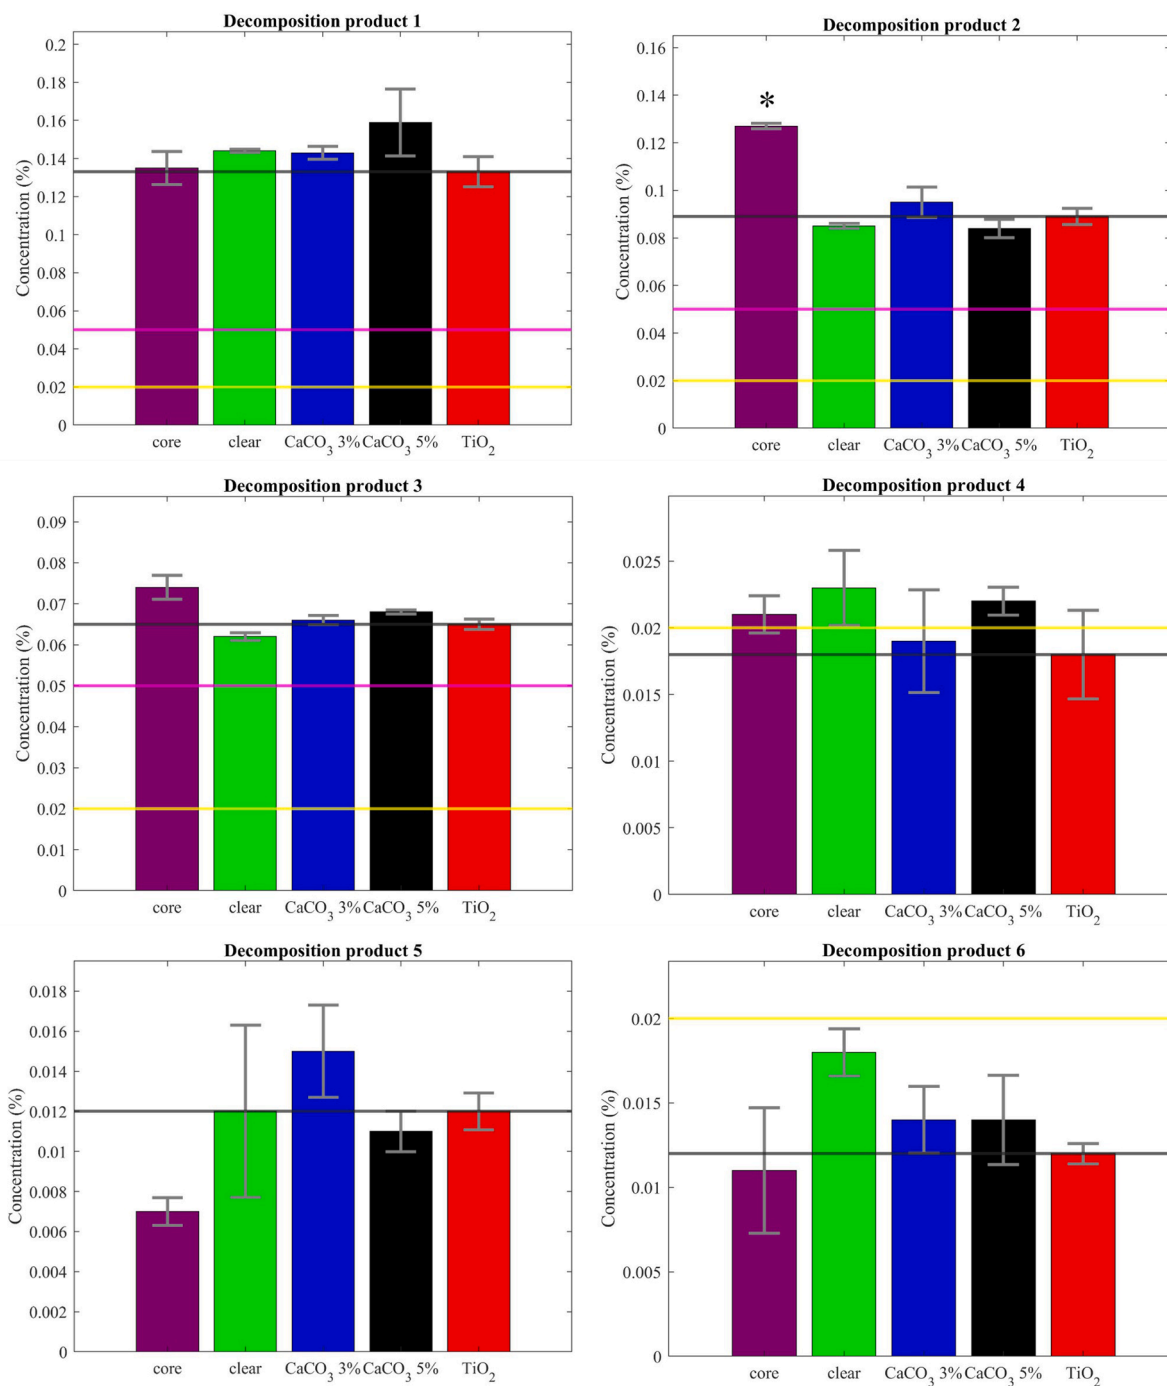 Decomposition product 1
Concentration (%)
0.2
0.18
0.16
0.14
0.12
0.1
0.08
0.06
0.04
0.02
0
core clear CaCO3 3% CaCO3 5% TiO2
Decomposition product 2
Concentration (%)
0.16
0.14
0.12
0.1
0.08
0.06
0.04
0.02
0
*
core clear CaCO3 3% CaCO3 5% TiO2
Decomposition product 3
Concentration (%)
0.09
0.08
0.07
0.06
0.05
0.04
0.03
0.02
0.01
0
core clear CaCO3 3% CaCO3 5% TiO2
Decomposition product 4
Concentration (%)
0.025
0.02
0.015
0.01
0.005
0
core clear CaCO3 3% CaCO3 5% TiO2
Decomposition product 5
Concentration (%)
0.018
0.016
0.014
0.012
0.01
0.008
0.006
0.004
0.002
0
core clear CaCO3 3% CaCO3 5% TiO2
Decomposition product 6
Concentration (%)
0.02
0.015
0.01
0.005
0
core clear CaCO3 3% CaCO3 5% TiO2